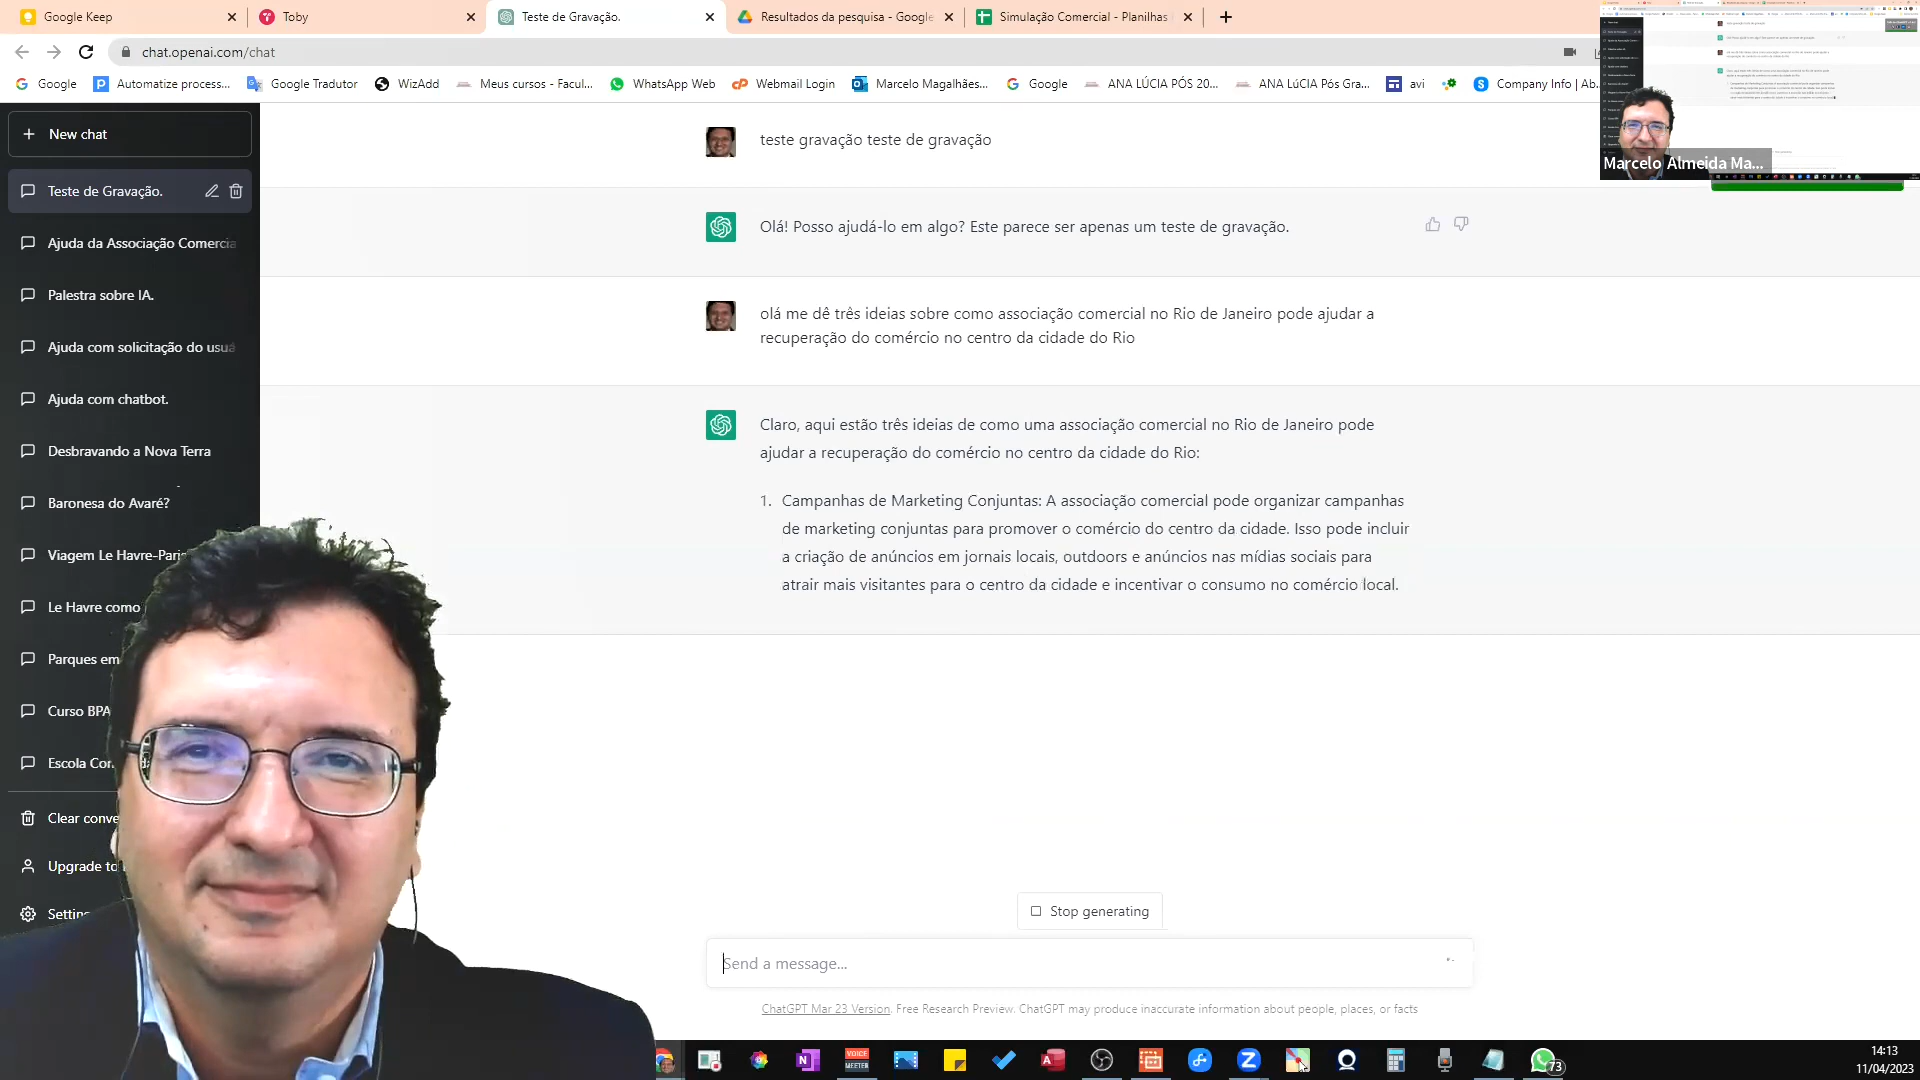 Google Keep
Toby
Teste de Gravação.
Resultados da pesquisa - Google
Simulação Comercial - Planilhas
chat.openai.com/chat
Google
Automatize process...
Google Tradutor
WizAdd
Meus cursos - Facul...
WhatsApp Web
Webmail Login
Marcelo Magalhães...
Google
ANA LÚCIA PÓS 20...
ANA LúCIA Pós Gra...
avi
Company Info | Ab...
New chat
Teste de Gravação.
Ajuda da Associação Comercia
Palestra sobre IA.
Ajuda com solicitação do usuá
Ajuda com chatbot.
Desbravando a Nova Terra
Baronesa do Avaré?
Viagem Le Havre-Paris
Le Havre como
Parques em
Curso BPA
Escola Con
Clear conve
Upgrade to
Setting
teste gravação teste de gravação
Olá! Posso ajudá-lo em algo? Este parece ser apenas um teste de gravação.
olá me dê três ideias sobre como associação comercial no Rio de Janeiro pode ajudar a
recuperação do comércio no centro da cidade do Rio
Claro, aqui estão três ideias de como uma associação comercial no Rio de Janeiro pode
ajudar a recuperação do comércio no centro da cidade do Rio:
1. Campanhas de Marketing Conjuntas: A associação comercial pode organizar campanhas
de marketing conjuntas para promover o comércio do centro da cidade. Isso pode incluir
a criação de anúncios em jornais locais, outdoors e anúncios nas mídias sociais para
atrair mais visitantes para o centro da cidade e incentivar o consumo no comércio local.
Stop generating
Send a message...
ChatGPT Mar 23 Version. Free Research Preview. ChatGPT may produce inaccurate information about people, places, or facts
Marcelo Almeida Ma...
VOICE
MEETER
73
14:13
11/04/2023